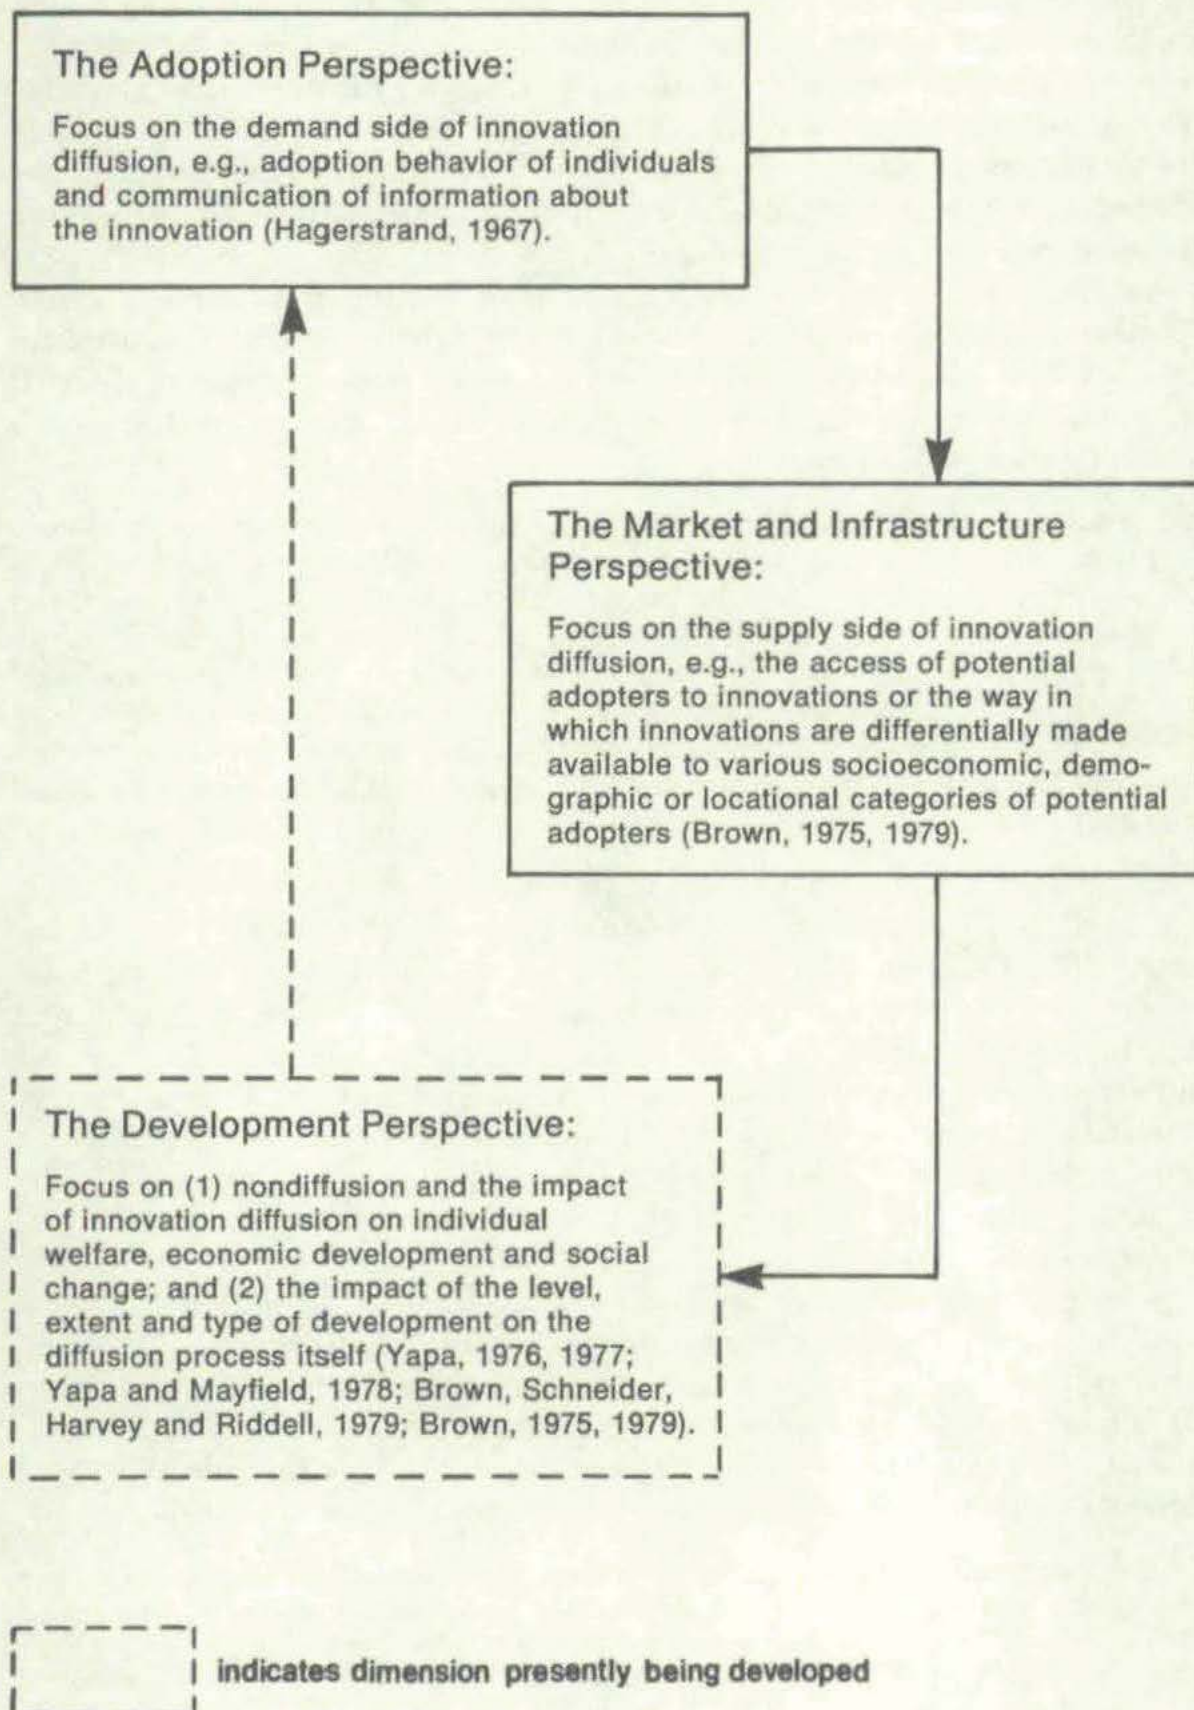 The Adoption Perspective:
Focus on the demand side of innovation
diffusion, e.g., adoption behavior of individuals
and communication of information about
the innovation (Hagerstrand, 1967).
The Market and Infrastructure
Perspective:
Focus on the supply side of innovation
diffusion, e.g., the access of potential
adopters to innovations or the way in
which innovations are differentially made
available to various socioeconomic, demo-
graphic or locational categories of potential
adopters (Brown, 1975, 1979).
The Development Perspective:
Focus on (1) nondiffusion and the impact
of innovation diffusion on individual
welfare, economic development and social
change; and (2) the impact of the level,
extent and type of development on the
diffusion process itself (Yapa, 1976, 1977;
Yapa and Mayfield, 1978; Brown, Schneider,
Harvey and Riddell, 1979; Brown, 1975, 1979).
indicates dimension presently being developed